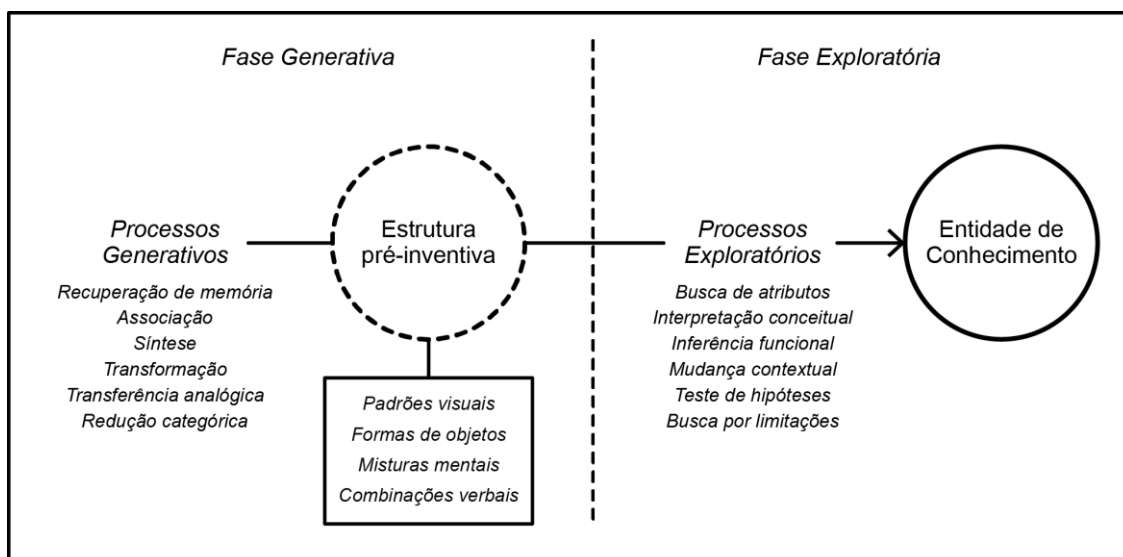 Fase Generativa
Fase Exploratória
Processos
Generativos
Recuperação de memória
Associação
Síntese
Transformação
Transferência analógica
Redução categórica
Estrutura
pré-inventiva
Padrões visuais
Formas de objetos
Misturas mentais
Combinações verbais
Processos
Exploratórios
Busca de atributos
Interpretação conceitual
Inferência funcional
Mudança contextual
Teste de hipóteses
Busca por limitações
Entidade de
Conhecimento